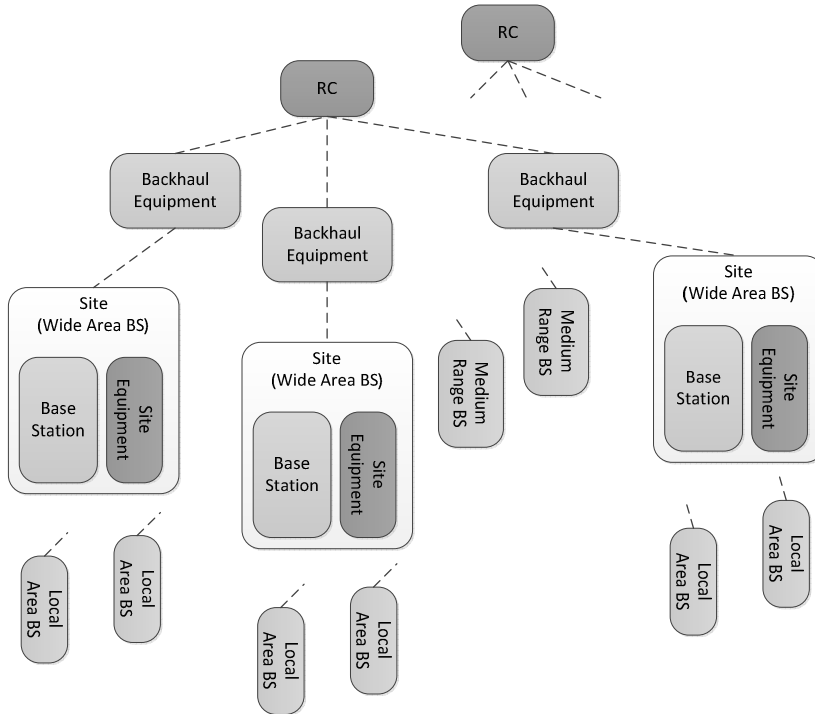 RC
RC
Backhaul
Equipment
Backhaul
Equipment
Backhaul
Equipment
Site
(Wide Area BS)
Base
Station
Site
Equipment
Site
(Wide Area BS)
Base
Station
Site
Equipment
Medium
Range BS
Medium
Range BS
Site
(Wide Area BS)
Base
Station
Site
Equipment
Local
Area BS
Local
Area BS
Local
Area BS
Local
Area BS
Local
Area BS
Local
Area BS